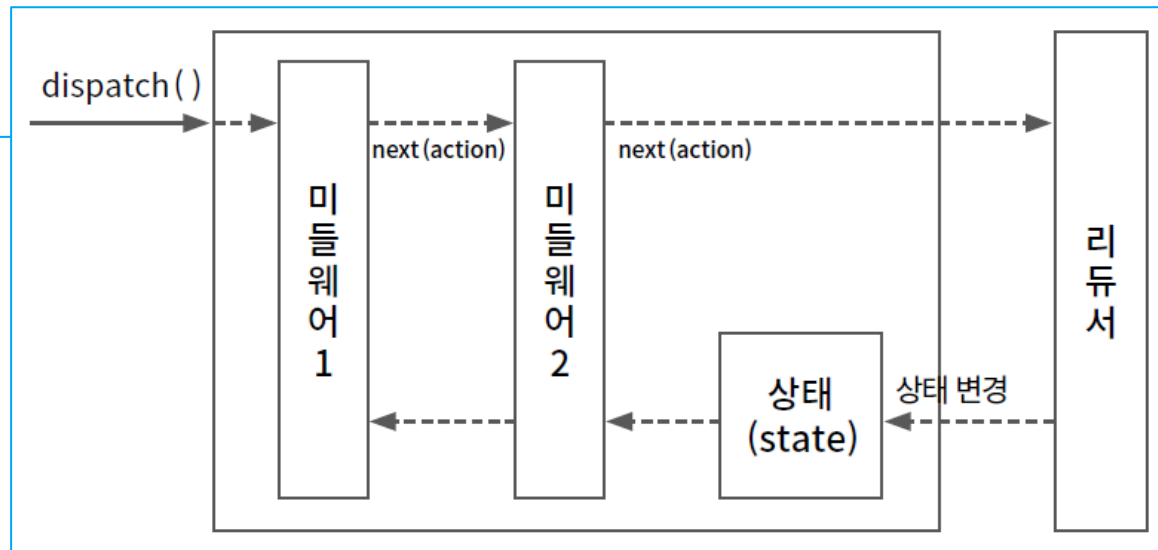 dispatch()
next(action)
next(action)
미들웨어1
미들웨어2
리듀서
상태
(state)
상태 변경